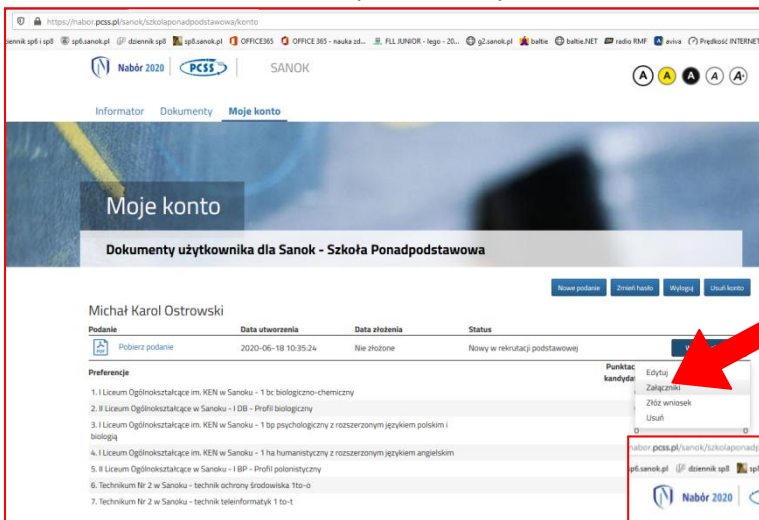 https://nabor.pcss.pl/sanok/szkolaponadpodstawowa/konto
ziennik sp6 i sp8 sp6.sanok.pl dziennik sp8 sp8.sanok.pl OFFICE365 OFFICE 365 - nauka zd... FLL JUNIOR - lego - 20... g2.sanok.pl baltie baltie.NET radio RMF aviva Prędkość INTERNET
Nabór 2020 PCSS SANOK
A A A A A+
Informator Dokumenty Moje konto
Moje konto
Dokumenty użytkownika dla Sanok - Szkoła Ponadpodstawowa
Nowe podanie Zmień hasło Wyloguj Usuń konto
Michał Karol Ostrowski
Podanie Data utworzenia Data złożenia Status
Pobierz podanie 2020-06-18 10:35:24 Nie złożone Nowy w rekrutacji podstawowej
Preferencje
Punktac
kandyda
Edytuj
Załączniki
Złóż wniosek
Usuń
1. I Liceum Ogólnokształcące im. KEN w Sanoku - 1 bc biologiczno-chemiczny
2. II Liceum Ogólnokształcące w Sanoku - I DB - Profil biologiczny
3. I Liceum Ogólnokształcące im. KEN w Sanoku - 1 bp psychologiczny z rozszerzonym językiem polskim i
biologią
0 0
4. I Liceum Ogólnokształcące im. KEN w Sanoku - 1 ha humanistyczny z rozszerzonym językiem angielskim
5. II Liceum Ogólnokształcące w Sanoku - I BP - Profil polonistyczny
6. Technikum Nr 2 w Sanoku - technik ochrony środowiska 1to-o
7. Technikum Nr 2 w Sanoku - technik teleinformatyk 1 to-t
nabor.pcss.pl/sanok/szkolaponadp
sp6.sanok.pl dziennik sp8
Nabór 2020